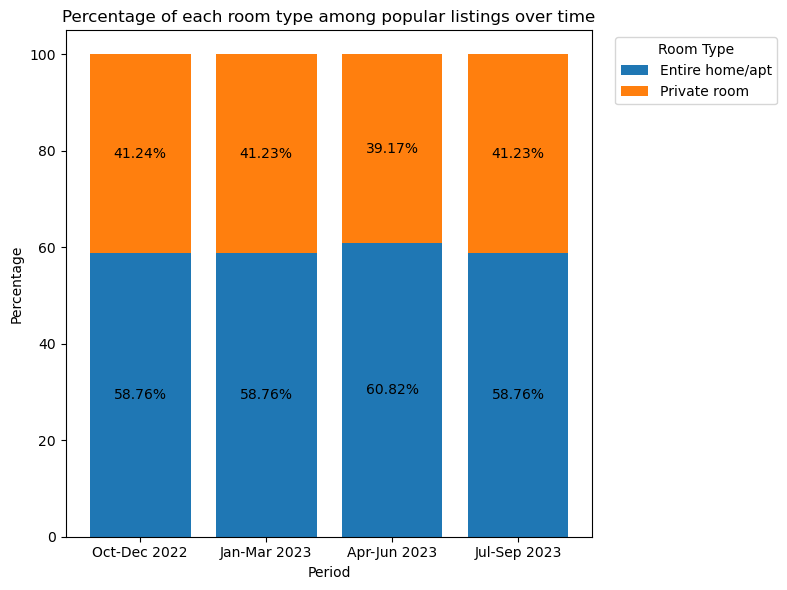 Percentage of each room type among popular listings over time
Room Type
Entire home/apt
Private room
100
80
60
40
20
0
Percentage
41.24%
41.23%
39.17%
41.23%
58.76%
58.76%
60.82%
58.76%
Oct-Dec 2022
Jan-Mar 2023
Apr-Jun 2023
Jul-Sep 2023
Period